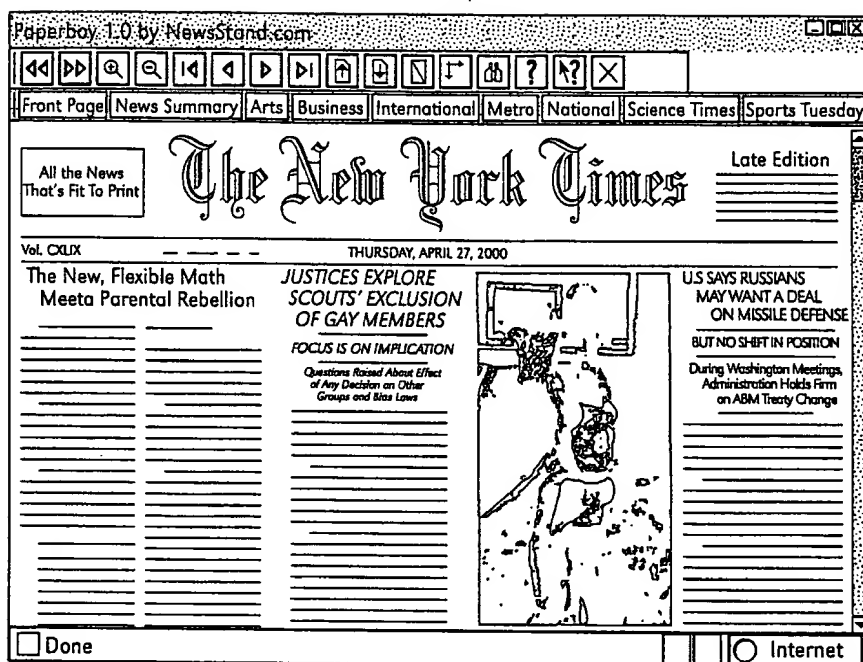 Paperboy 1.0 by NewsStand.com
? ?
Front Page News Summary Arts Business International Metro National Science Times Sports Tuesday
All the News
That's Fit To Print
The New York Times
Late Edition
Vol. CXLIX
THURSDAY, APRIL 27, 2000
The New, Flexible Math
Meeta Parental Rebellion
JUSTICES EXPLORE
SCOUTS' EXCLUSION
OF GAY MEMBERS
FOCUS IS ON IMPLICATION
Questions Raised About Effect
of Any Decision on Other
Groups and Bias Laws
U.S SAYS RUSSIANS
MAY WANT A DEAL
ON MISSILE DEFENSE
BUT NO SHIFT IN POSITION
During Washington Meetings,
Administration Holds Firm
on ABM Treaty Change
Done
Internet